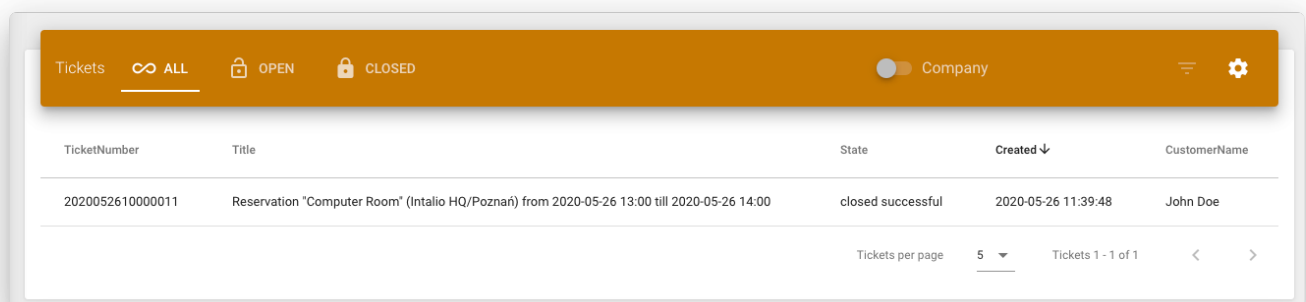 Tickets ALL OPEN CLOSED Company
TicketNumber Title State Created CustomerName
2020052610000011 Reservation "Computer Room" (Intalio HQ/Poznań) from 2020-05-26 13:00 till 2020-05-26 14:00 closed successful 2020-05-26 11:39:48 John Doe
Tickets per page 5 Tickets 1 - 1 of 1